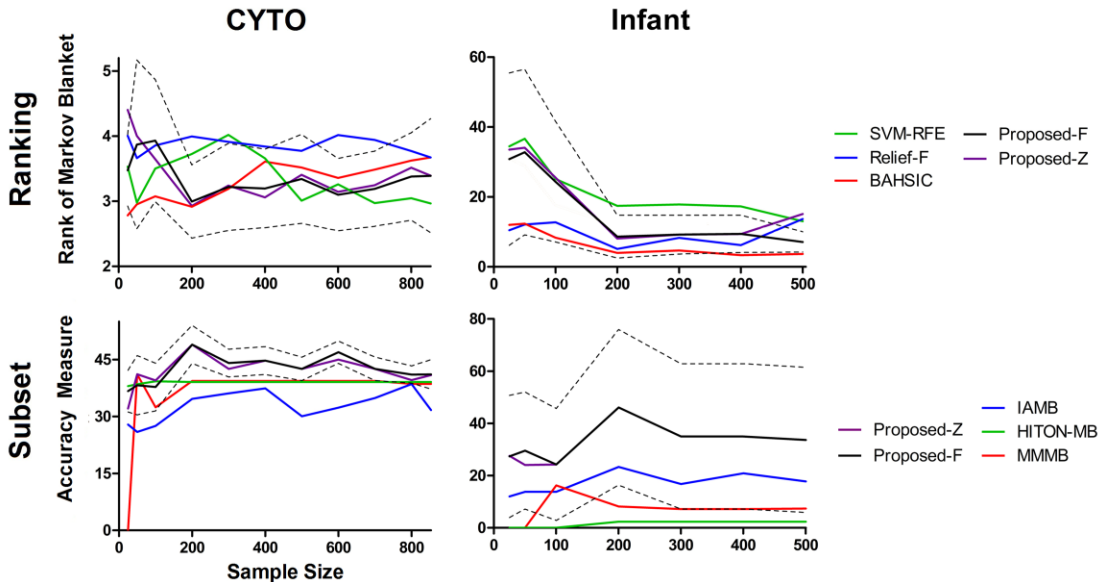 CYTO
Infant
Ranking
Rank of Markov Blanket
5
4
3
2
0 200 400 600 800
60
40
20
0
0 100 200 300 400 500
SVM-RFE
Relief-F
BAHSIC
Proposed-F
Proposed-Z
Subset
Accuracy Measure
45
30
15
0
0 200 400 600 800
Sample Size
80
60
40
20
0
0 100 200 300 400 500
Proposed-Z
Proposed-F
IAMB
HITON-MB
MMMB